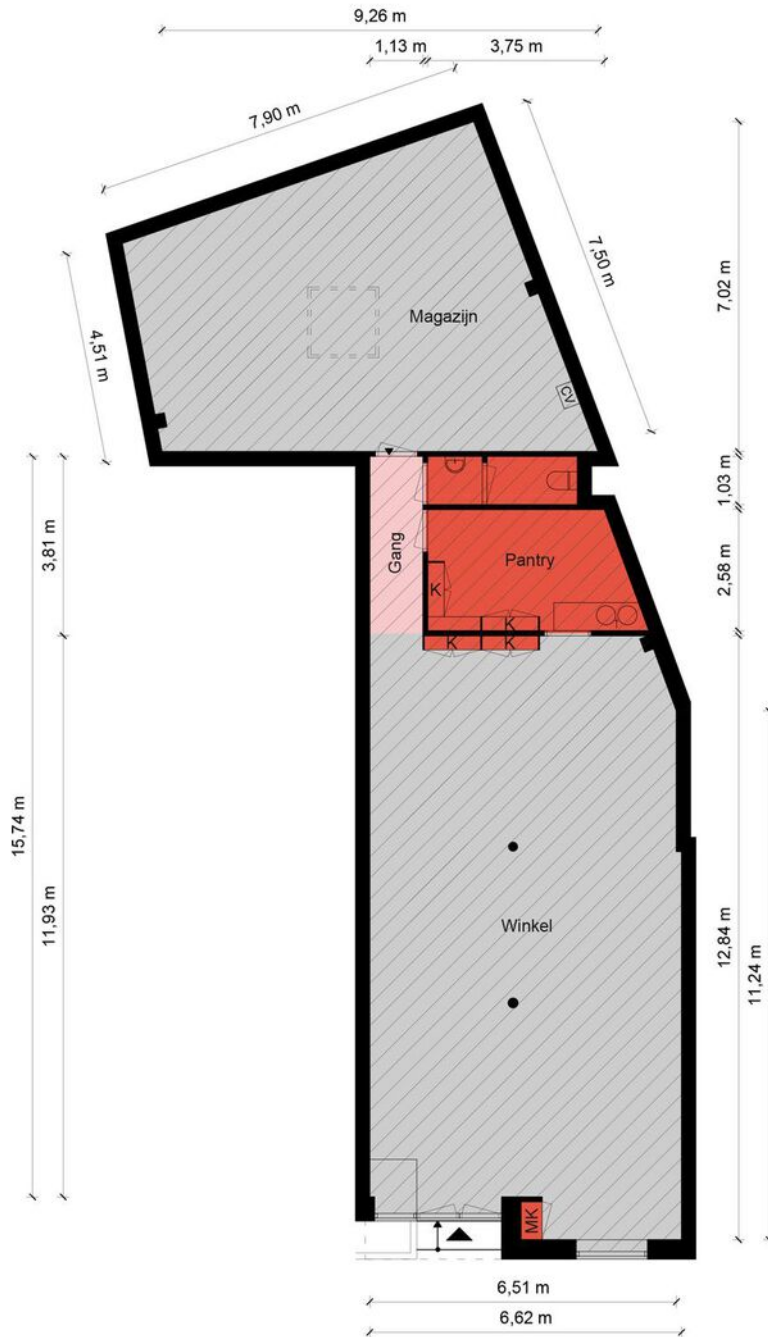 9,26 m
1,13 m
3,75 m
7,90 m
7,50 m
7,02 m
4,51 m
Magazijn
CV
1,03 m
3,81 m
Gang
Pantry
2,58 m
K
K
K
K
15,74 m
11,93 m
Winkel
12,84 m
11,24 m
MK
6,51 m
6,62 m